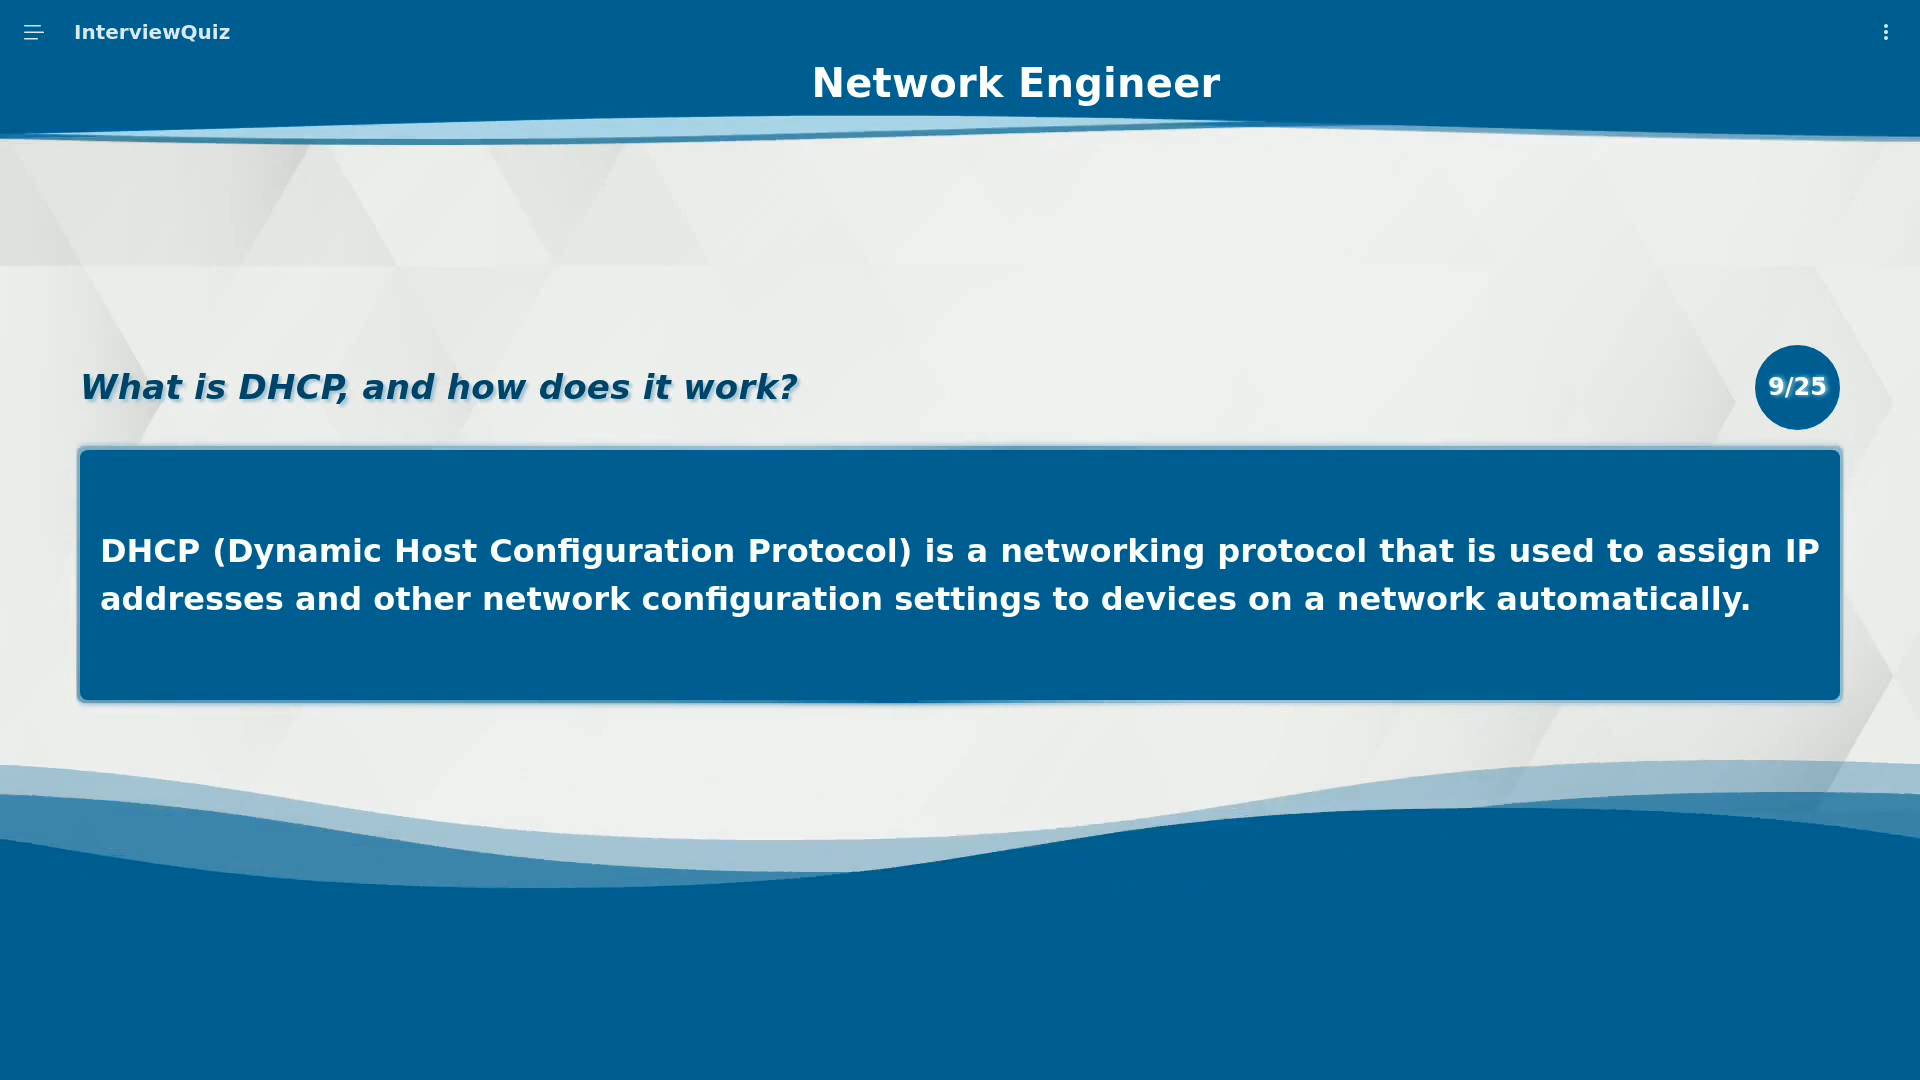 InterviewQuiz
Network Engineer
What is DHCP, and how does it work?
9/25
DHCP (Dynamic Host Configuration Protocol) is a networking protocol that is used to assign IP
addresses and other network configuration settings to devices on a network automatically.